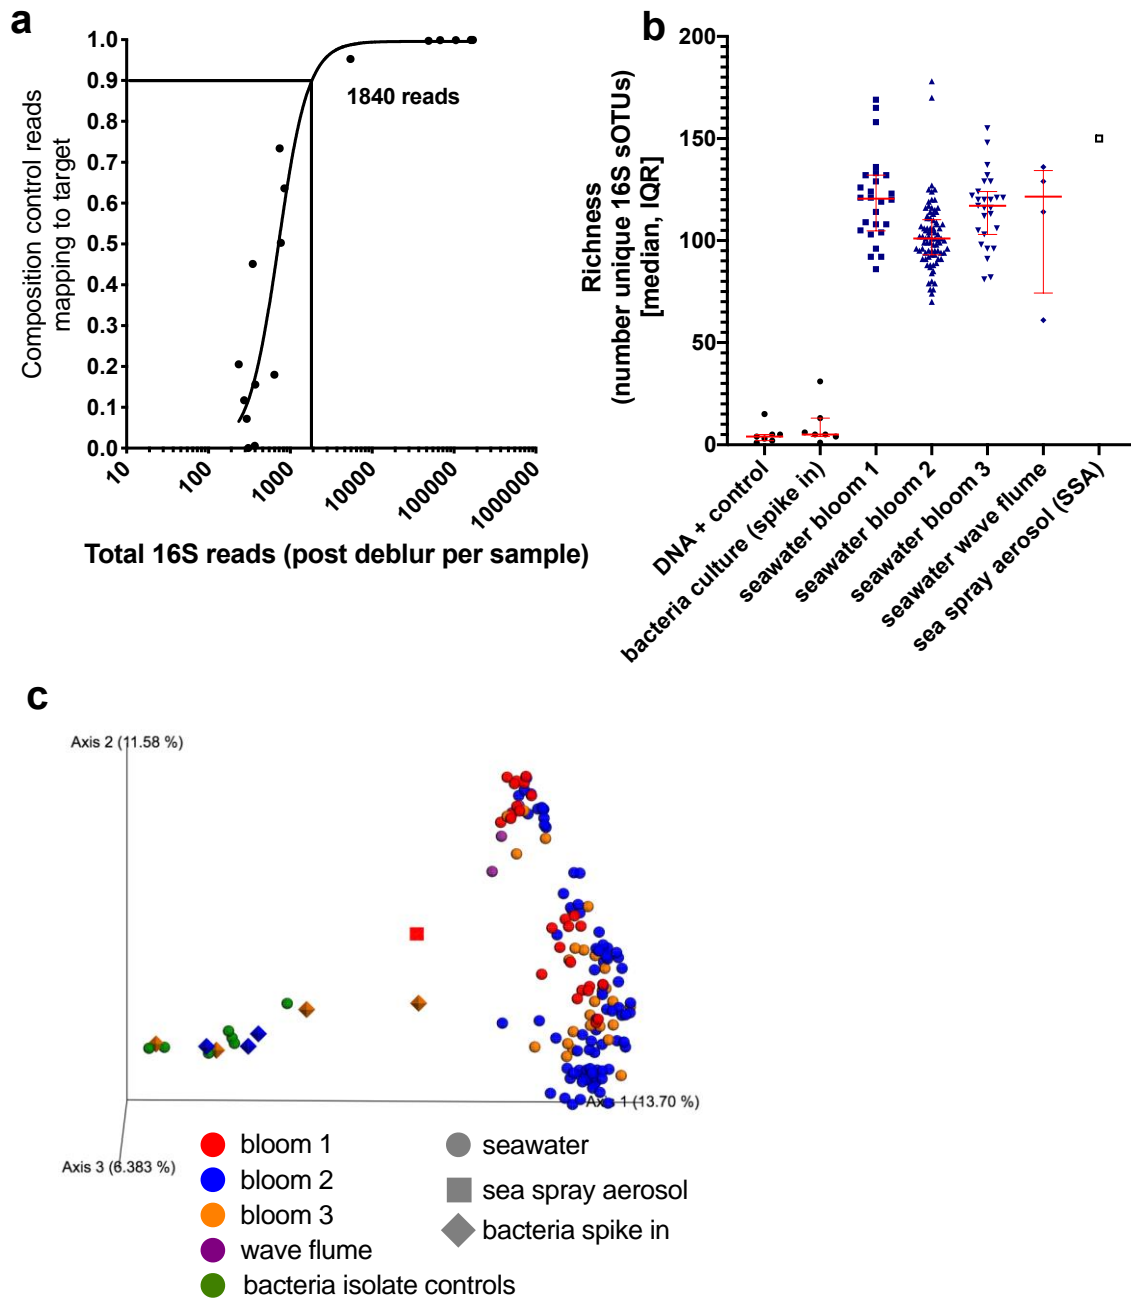 a
Composition control reads
mapping to target
1.0
0.9
0.8
0.7
0.6
0.5
0.4
0.3
0.2
0.1
0.0
1840 reads
10
100
1000
10000
100000
1000000
Total 16S reads (post deblur per sample)
b
Richness
(number unique 16S sOTUs)
[median, IQR]
200
150
100
50
0
DNA + control
bacteria culture (spike in)
seawater bloom 1
seawater bloom 2
seawater bloom 3
seawater wave flume
sea spray aerosol (SSA)
c
Axis 2 (11.58 %)
Axis 1 (13.70 %)
Axis 3 (6.383 %)
bloom 1
bloom 2
bloom 3
wave flume
bacteria isolate controls
seawater
sea spray aerosol
bacteria spike in